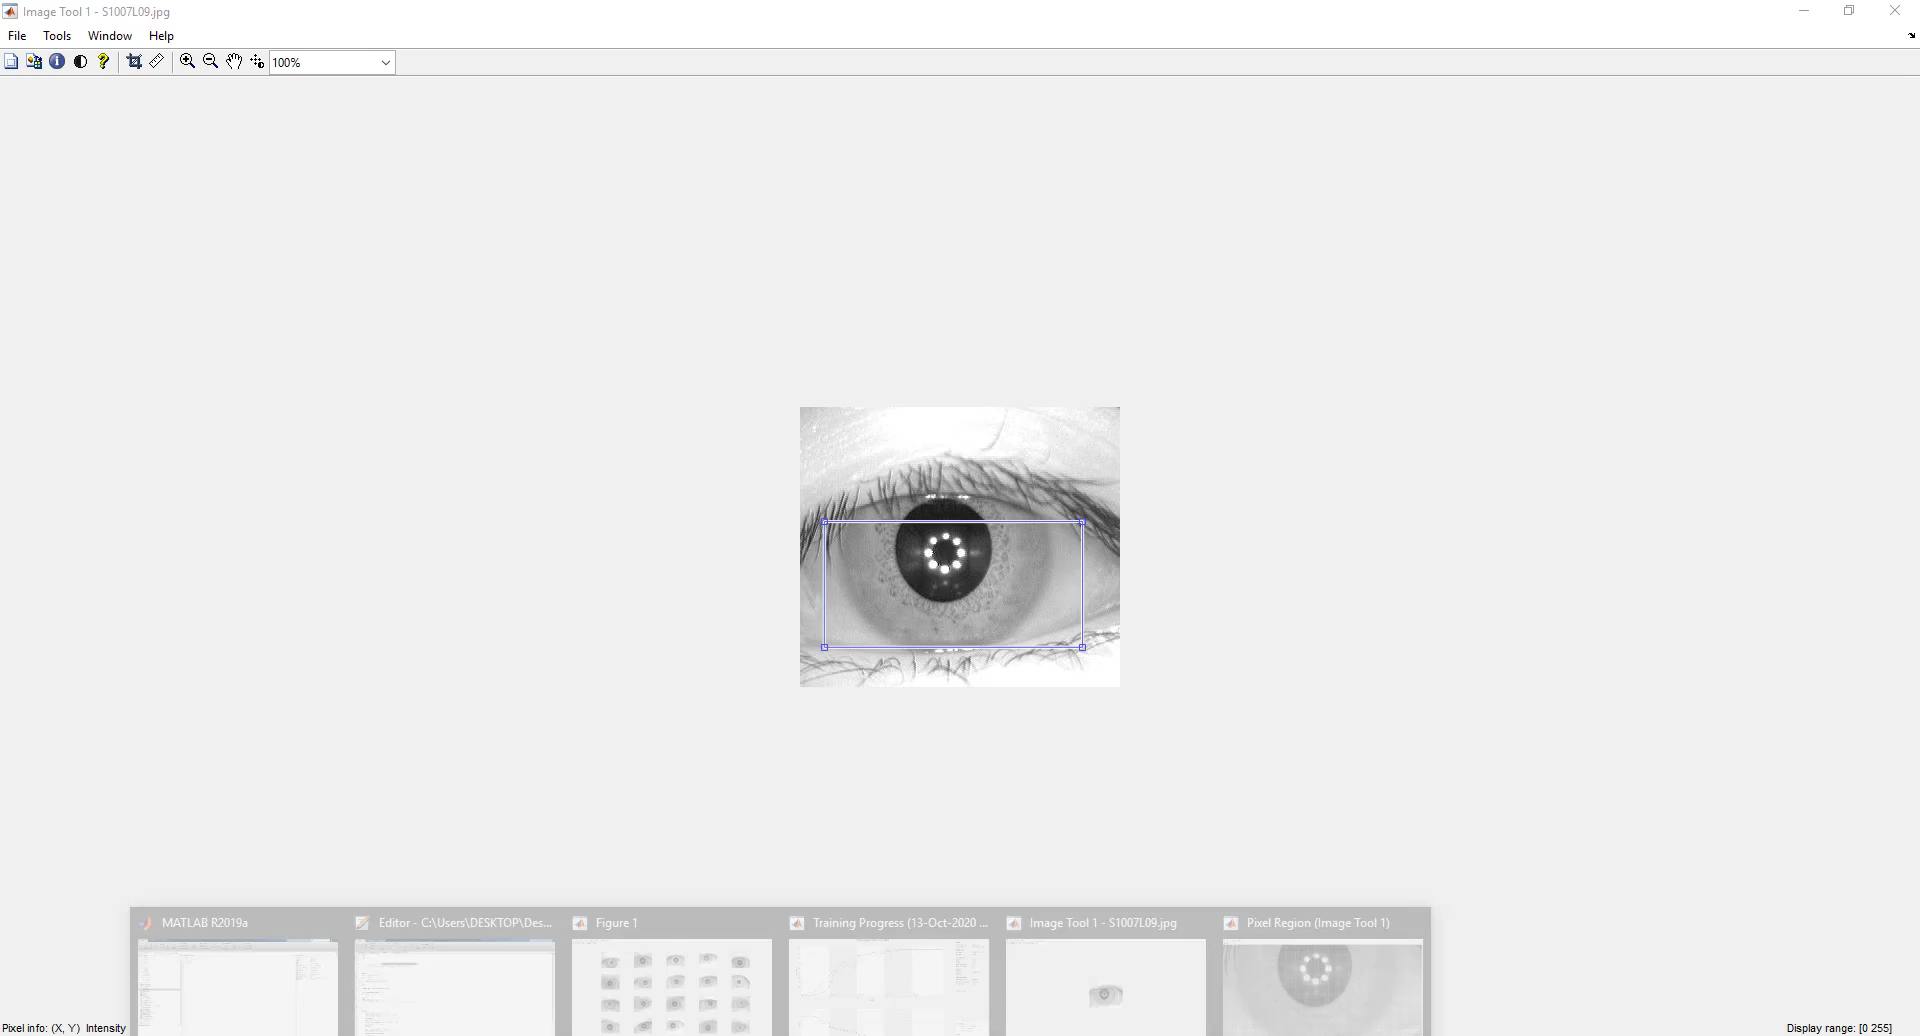 Image Tool 1 - S1007L09.jpg
File Tools Window Help
100%
MATLAB R2019a
Editor - C:\Users\DESKTOP\Des...
Figure 1
Training Progress (13-Oct-2020 ...
Image Tool 1 - S1007L09.jpg
Pixel Region (Image Tool 1)
Pixel info: (X, Y) Intensity
Display range: [0 255]